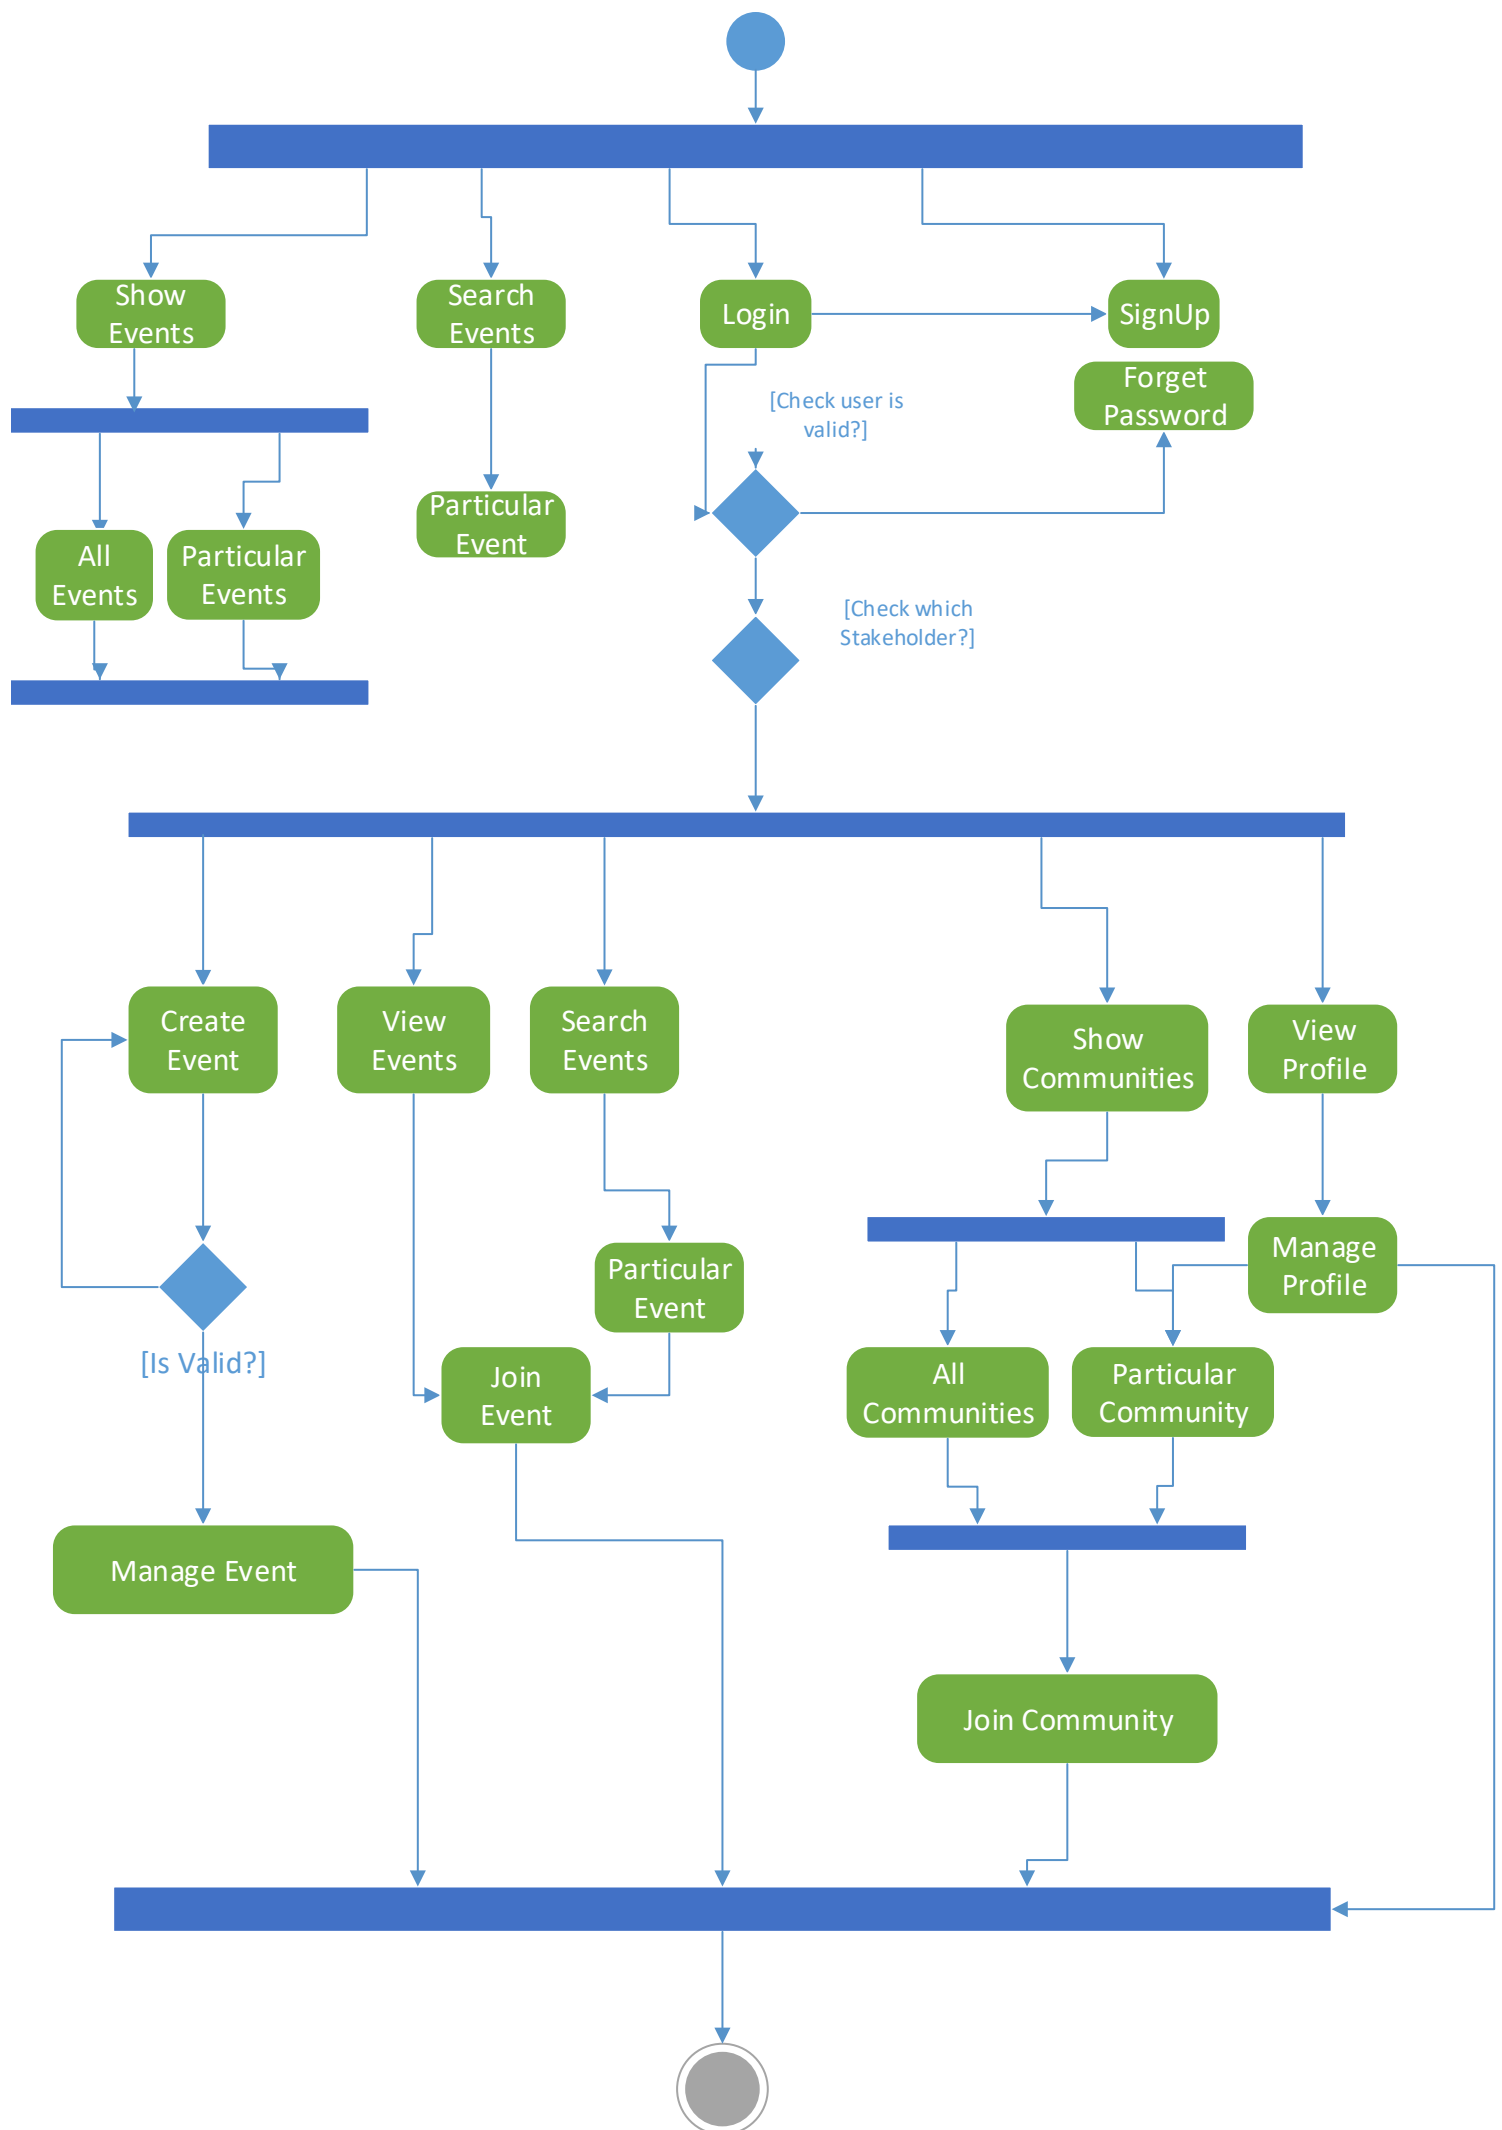 Show
Events
Search
Events
Login
SignUp
Forget
Password
[Check user is
valid?]
Particular
Event
All
Events
Particular
Events
[Check which
Stakeholder?]
Create
Event
View
Events
Search
Events
Show
Communities
View
Profile
Particular
Event
Manage
Profile
[Is Valid?]
Join
Event
All
Communities
Particular
Community
Manage Event
Join Community